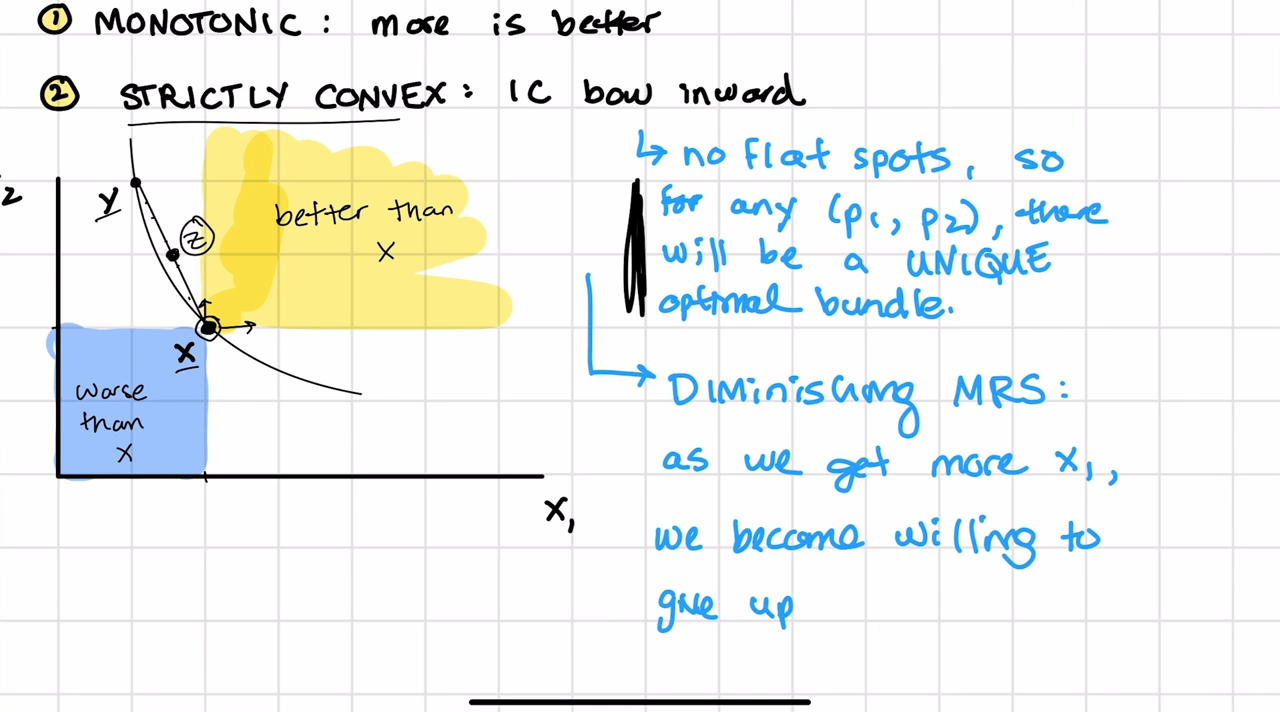 ① MONOTONIC: more is better
② STRICTLY CONVEX: IC bow inward
↳ no flat spots, so
for any (p₁, p₂), there
will be a UNIQUE
optimal bundle.
2
y
z
better than
x
x
worse
than
x
x₁
Diminishing MRS:
as we get more x₁,
we become willing to
give up